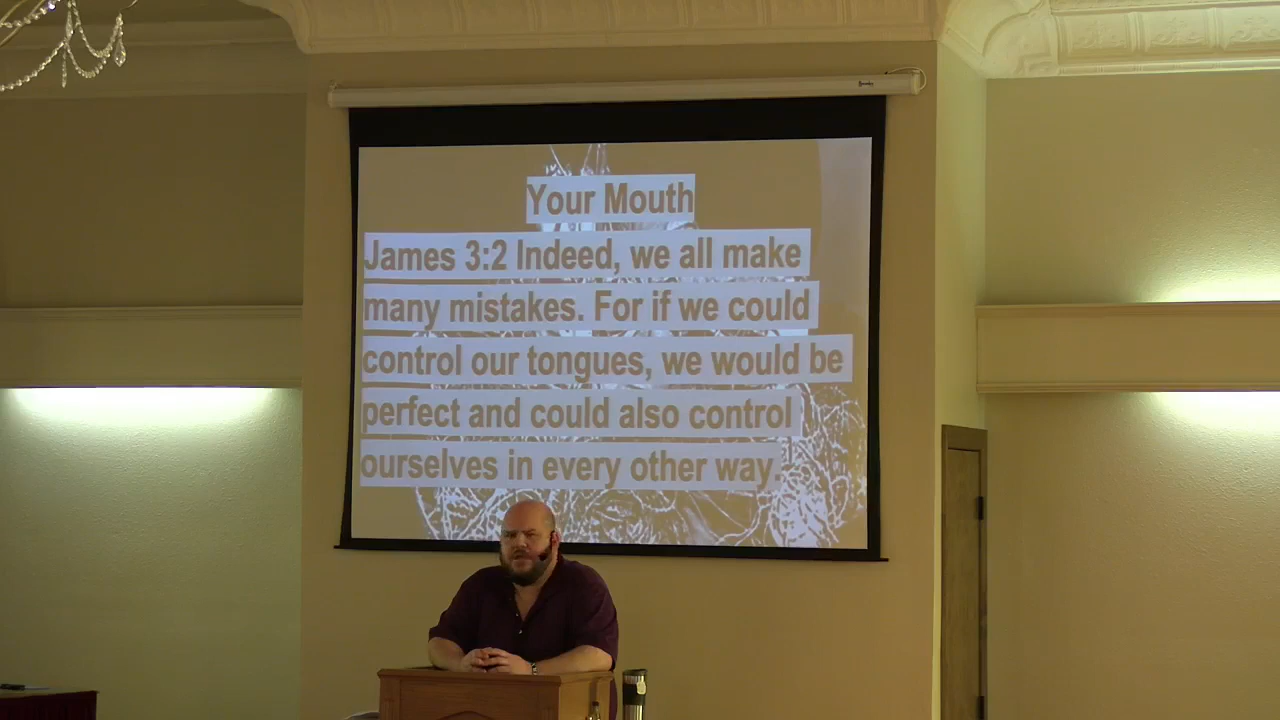 Your Mouth
James 3:2 Indeed, we all make
many mistakes. For if we could
control our tongues, we would be
perfect and could also control
ourselves in every other way.